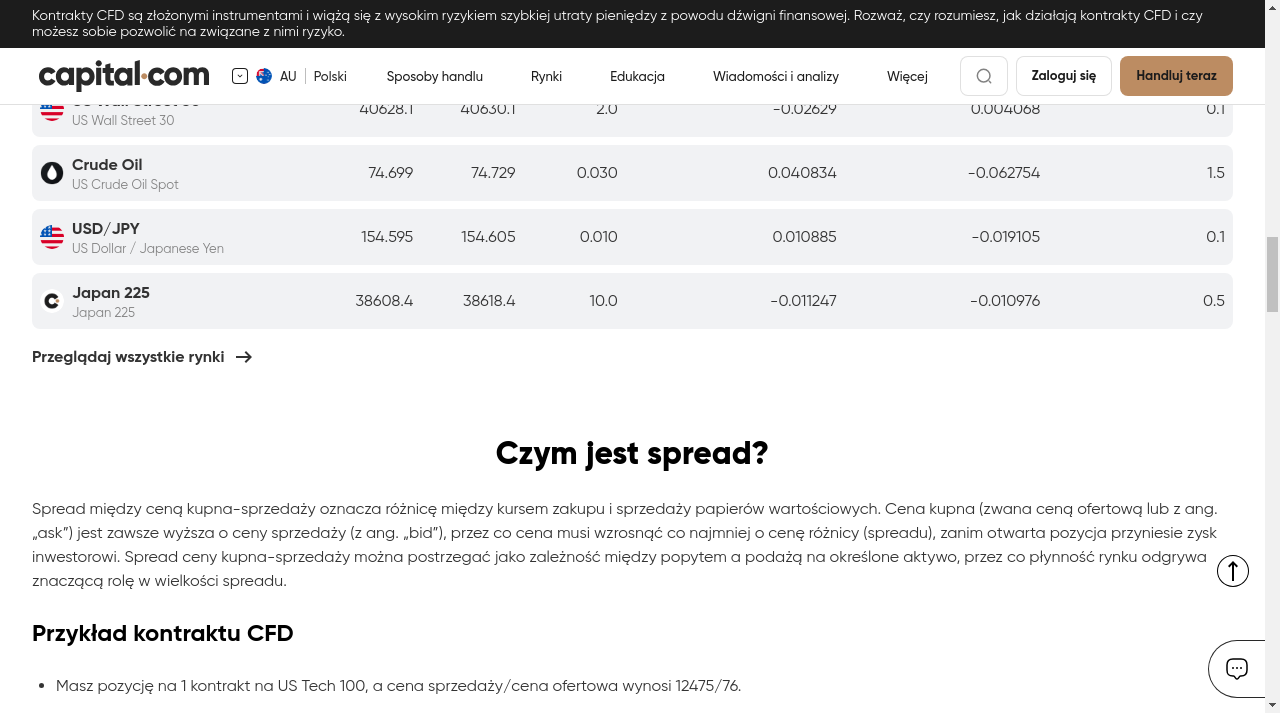 Kontrakty CFD są złożonymi instrumentami i wiążą się z wysokim ryzykiem szybkiej utraty pieniędzy z powodu dźwigni finansowej. Rozważ, czy rozumiesz, jak działają kontrakty CFD i czy
możesz sobie pozwolić na związane z nimi ryzyko.
capital.com AU Polski Sposoby handlu Rynki Edukacja Wiadomości i analizy Więcej Zaloguj się Handluj teraz
40628.1 40630.1 2.0 -0.02629 0.004068 0.1
US Wall Street 30
Crude Oil 74.699 74.729 0.030 0.040834 -0.062754 1.5
US Crude Oil Spot
USD/JPY 154.595 154.605 0.010 0.010885 -0.019105 0.1
US Dollar / Japanese Yen
Japan 225 38608.4 38618.4 10.0 -0.011247 -0.010976 0.5
Japan 225
Przeglądaj wszystkie rynki
Czym jest spread?
Spread między ceną kupna-sprzedaży oznacza różnicę między kursem zakupu i sprzedaży papierów wartościowych. Cena kupna (zwana ceną ofertową lub z ang.
„ask”) jest zawsze wyższa o ceny sprzedaży (z ang. „bid”), przez co cena musi wzrosnąć co najmniej o cenę różnicy (spreadu), zanim otwarta pozycja przyniesie zysk
inwestorowi. Spread ceny kupna-sprzedaży można postrzegać jako zależność między popytem a podażą na określone aktywo, przez co płynność rynku odgrywa
znaczącą rolę w wielkości spreadu.
Przykład kontraktu CFD
Masz pozycję na 1 kontrakt na US Tech 100, a cena sprzedaży/cena ofertowa wynosi 12475/76.